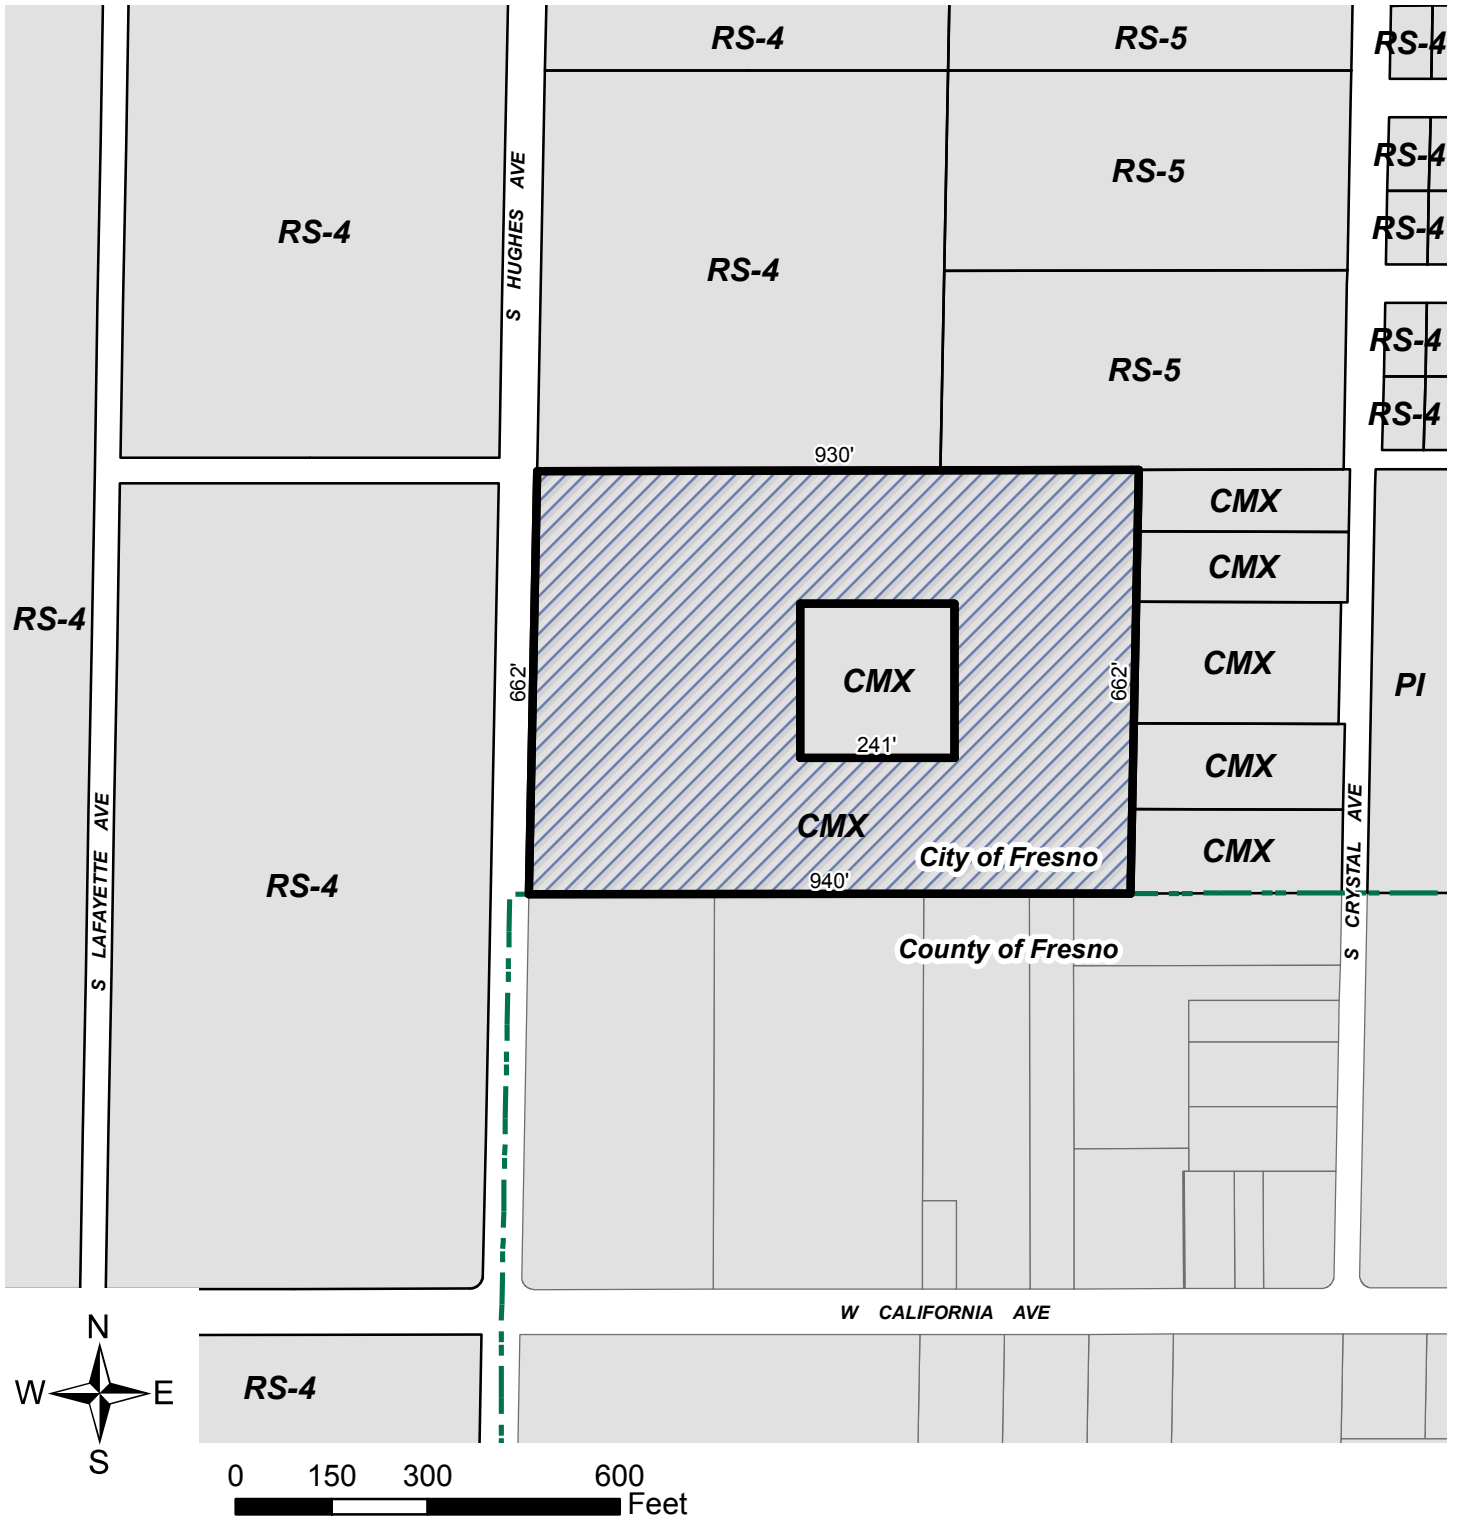 RS-4
RS-5
RS-4
RS-4
RS-5
RS-4
RS-4
S HUGHES AVE
RS-4
RS-4
RS-5
RS-4
930'
CMX
CMX
RS-4
662'
CMX
662'
CMX
PI
241'
CMX
CMX
CMX
City of Fresno
940'
S LAFAYETTE AVE
RS-4
S CRYSTAL AVE
County of Fresno
W CALIFORNIA AVE
RS-4
N
W E
S
0 150 300 600
Feet